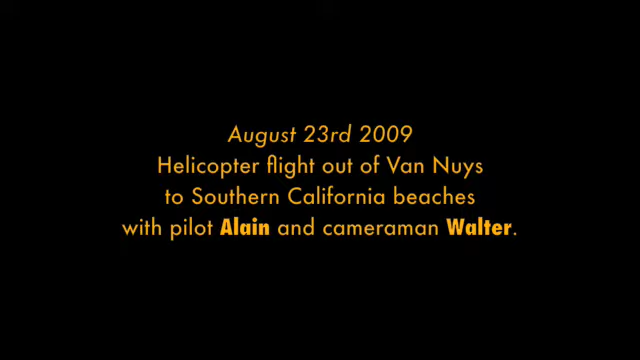 August 23rd 2009
Helicopter flight out of Van Nuys
to Southern California beaches
with pilot Alain and cameraman Walter.